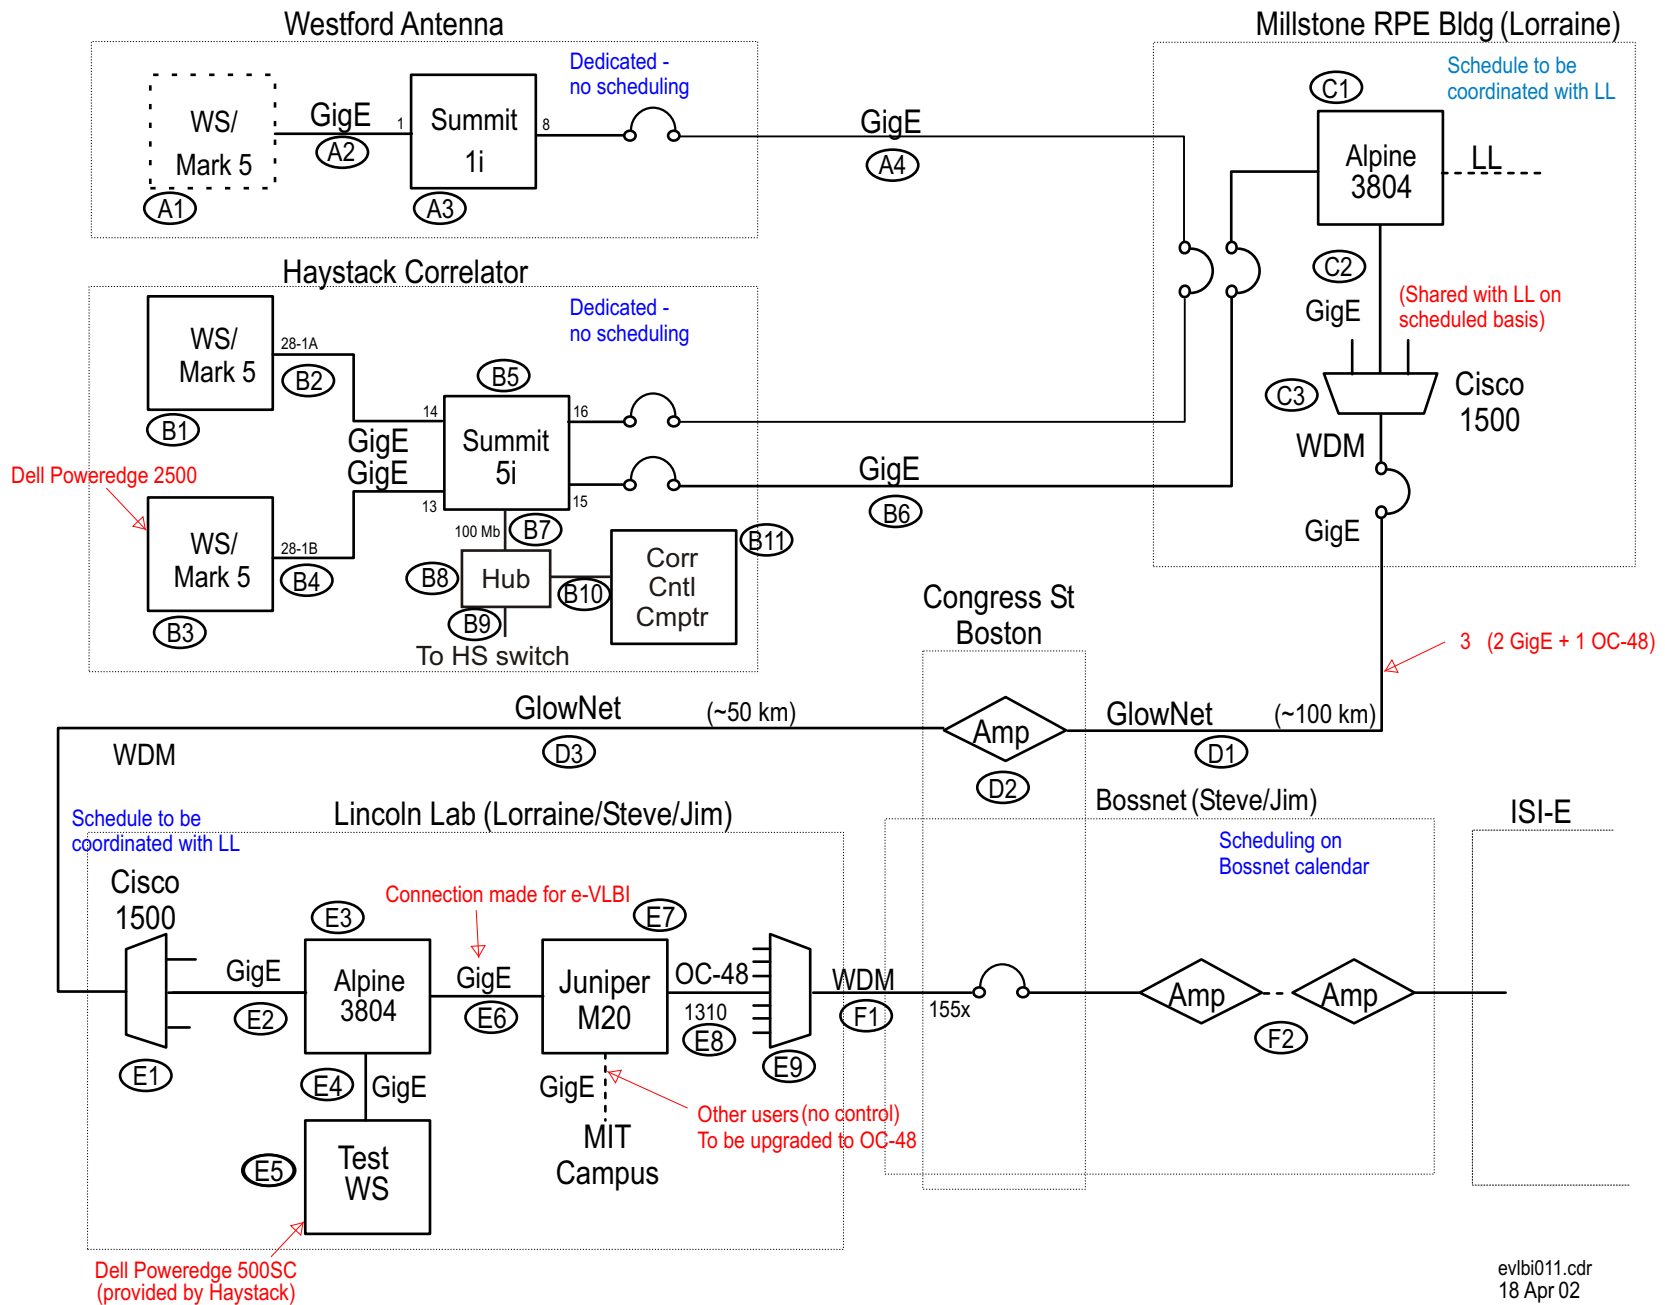 Westford Antenna
Dedicated -
no scheduling
WS/
Mark 5
A1
GigE
A2
1
Summit
1i
8
A3
GigE
A4
Millstone RPE Bldg (Lorraine)
Schedule to be
coordinated with LL
C1
Alpine
3804
LL
C2
GigE
(Shared with LL on
scheduled basis)
C3
Cisco
1500
WDM
GigE
Haystack Correlator
Dedicated -
no scheduling
WS/
Mark 5
B1
28-1A
B2
14
GigE
GigE
13
B5
Summit
5i
16
15
Dell Poweredge 2500
WS/
Mark 5
B3
28-1B
B4
100 Mb
B7
B8
Hub
B9
B10
Corr
Cntl
Cmptr
B11
To HS switch
GigE
B6
Congress St
Boston
3 (2 GigE + 1 OC-48)
GlowNet
(~50 km)
D3
Amp
D2
GlowNet
(~100 km)
D1
WDM
Schedule to be
coordinated with LL
Lincoln Lab (Lorraine/Steve/Jim)
Cisco
1500
E1
GigE
E2
E3
Alpine
3804
Connection made for e-VLBI
GigE
E6
E7
Juniper
M20
OC-48
1310
E8
E9
E4
GigE
E5
Test
WS
GigE
MIT
Campus
Other users (no control)
To be upgraded to OC-48
Dell Poweredge 500SC
(provided by Haystack)
Bossnet (Steve/Jim)
Scheduling on
Bossnet calendar
WDM
F1
155x
Amp
Amp
F2
ISI-E
evlbi011.cdr
18 Apr 02